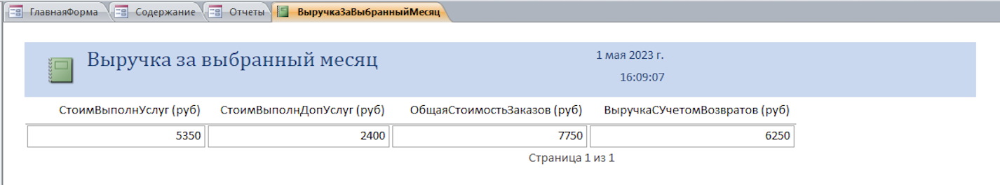 ГлавнаяФорма Содержание Отчеты ВыручкаЗаВыбранныйМесяц
Выручка за выбранный месяц 1 мая 2023 г.
16:09:07
СтоимВыполнУслуг (руб) СтоимВыполнДопУслуг (руб) ОбщаяСтоимостьЗаказов (руб) ВыручкаСУчетомВозвратов (руб)
5350 2400 7750 6250
Страница 1 из 1